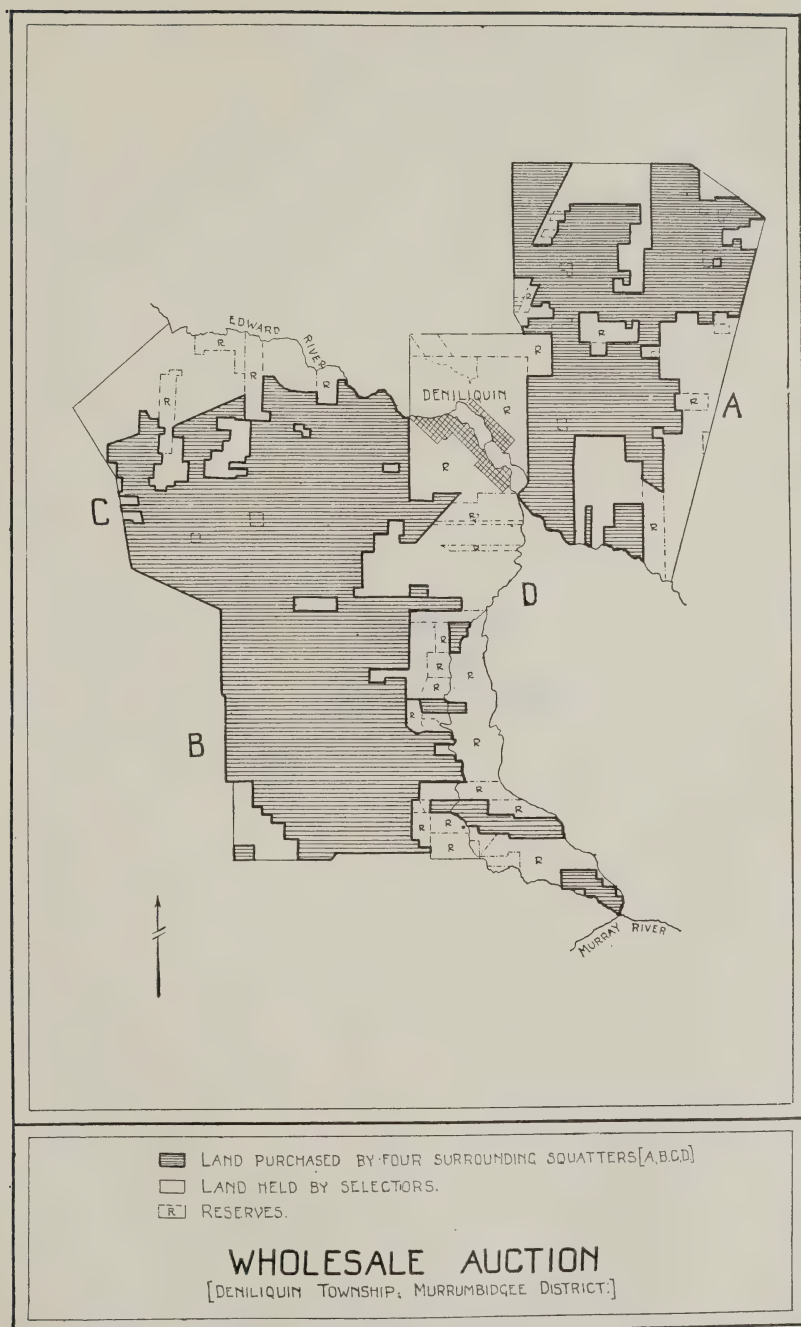 EDWARD RIVER
R
R
R
R
DENILIQUIN
R
R
R
R
R
R
R
A
R
C
R
R
D
R
R
R
R
R
B
R
R
R
R
R
R
R
MURRAY RIVER
LAND PURCHASED BY FOUR SURROUNDING SQUATTERS [A,B,C,D]
LAND HELD BY SELECTORS.
R RESERVES.
WHOLESALE AUCTION
[DENILIQUIN TOWNSHIP; MURRUMBIDGEE DISTRICT:]